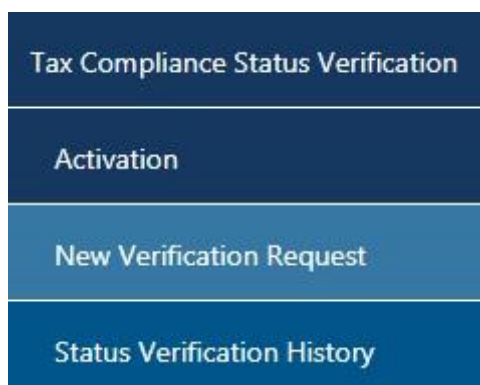 Tax Compliance Status Verification
Activation
New Verification Request
Status Verification History